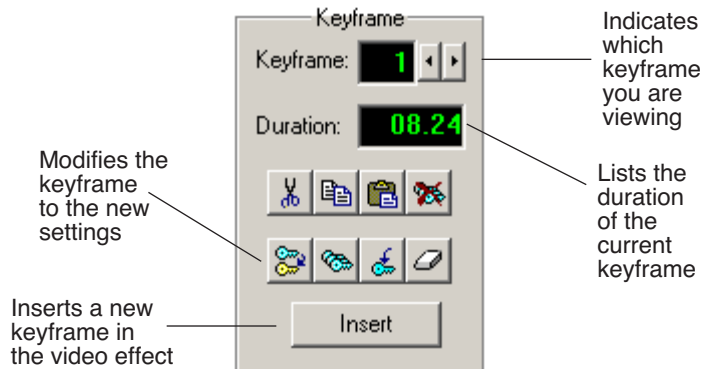 Keyframe
Keyframe: 1
Duration: 08.24
Insert
Indicates
which
keyframe
you are
viewing
Lists the
duration
of the
current
keyframe
Modifies the
keyframe
to the new
settings
Inserts a new
keyframe in
the video effect